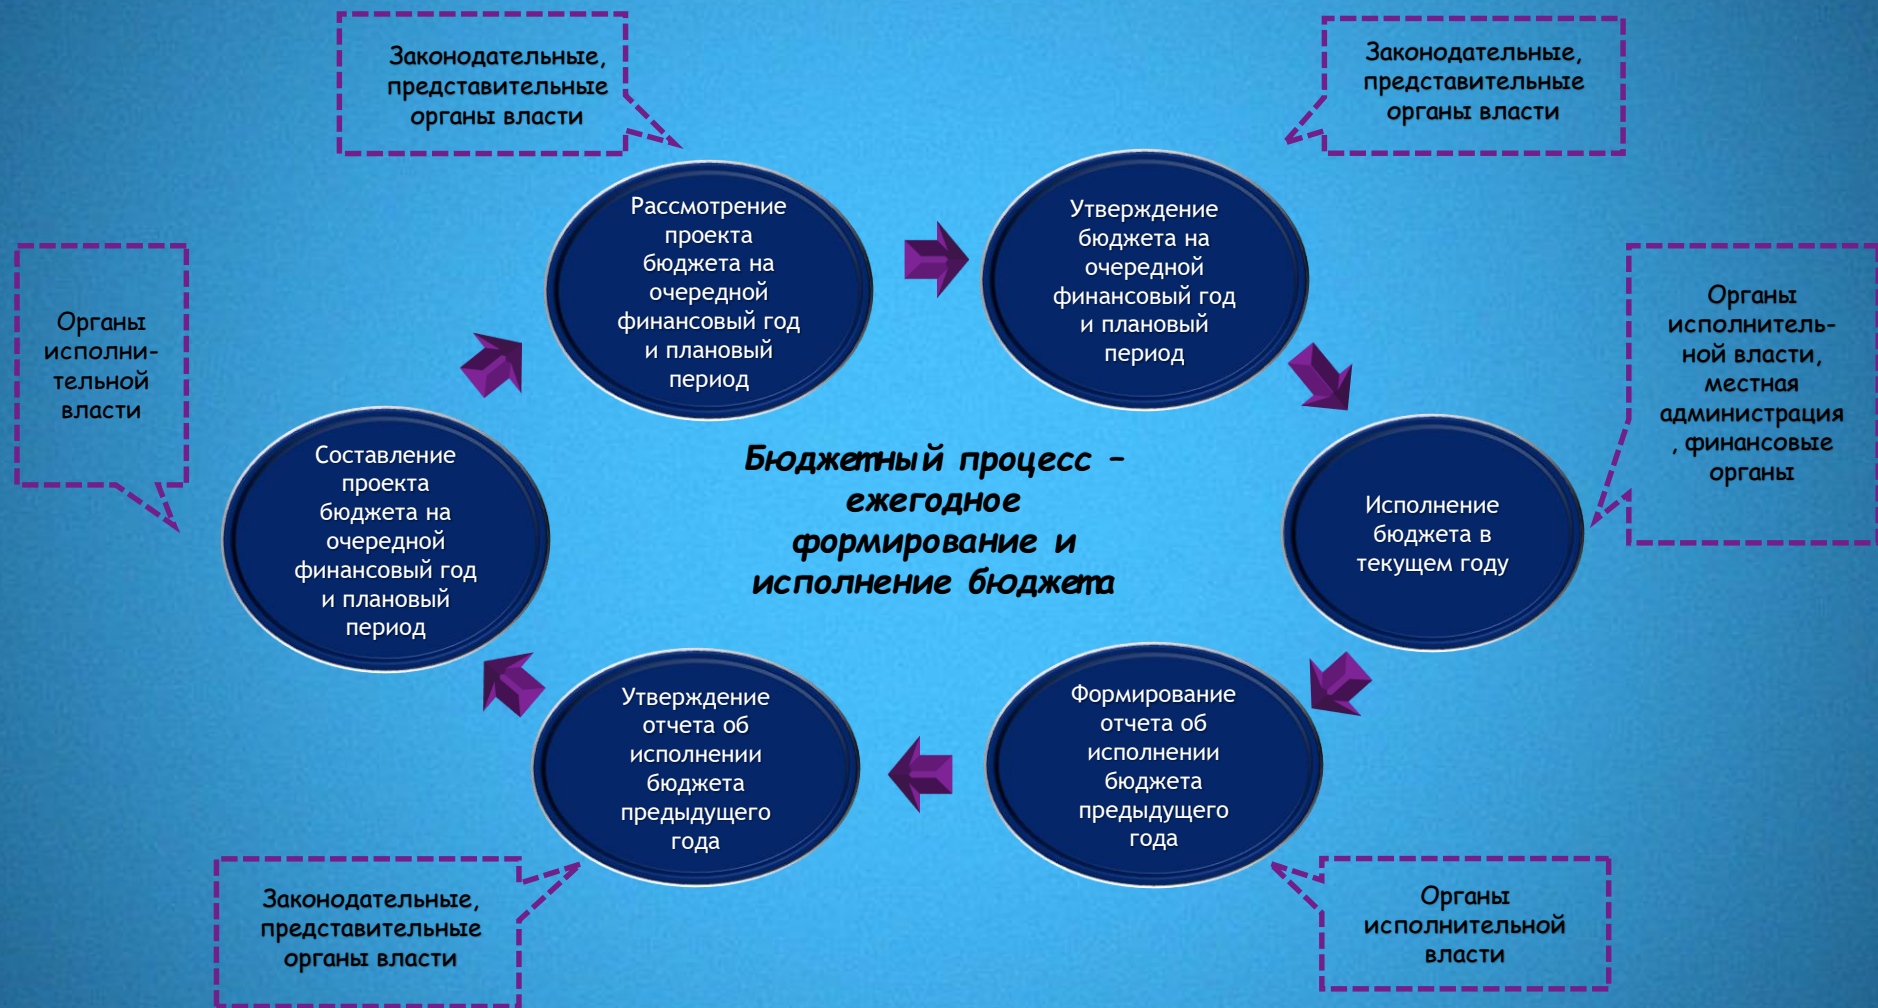 Законодательные,
представительные
органы власти
Законодательные,
представительные
органы власти
Рассмотрение
проекта
бюджета на
очередной
финансовый год
и плановый
период
Утверждение
бюджета на
очередной
финансовый год
и плановый
период
Органы
исполни-
тельной
власти
Органы
исполнитель-
ной власти,
местная
администрация
, финансовые
органы
Составление
проекта
бюджета на
очередной
финансовый год
и плановый
период
Бюджетный процесс –
ежегодное
формирование и
исполнение бюджета
Исполнение
бюджета в
текущем году
Утверждение
отчета об
исполнении
бюджета
предыдущего
года
Формирование
отчета об
исполнении
бюджета
предыдущего
года
Законодательные,
представительные
органы власти
Органы
исполнительной
власти